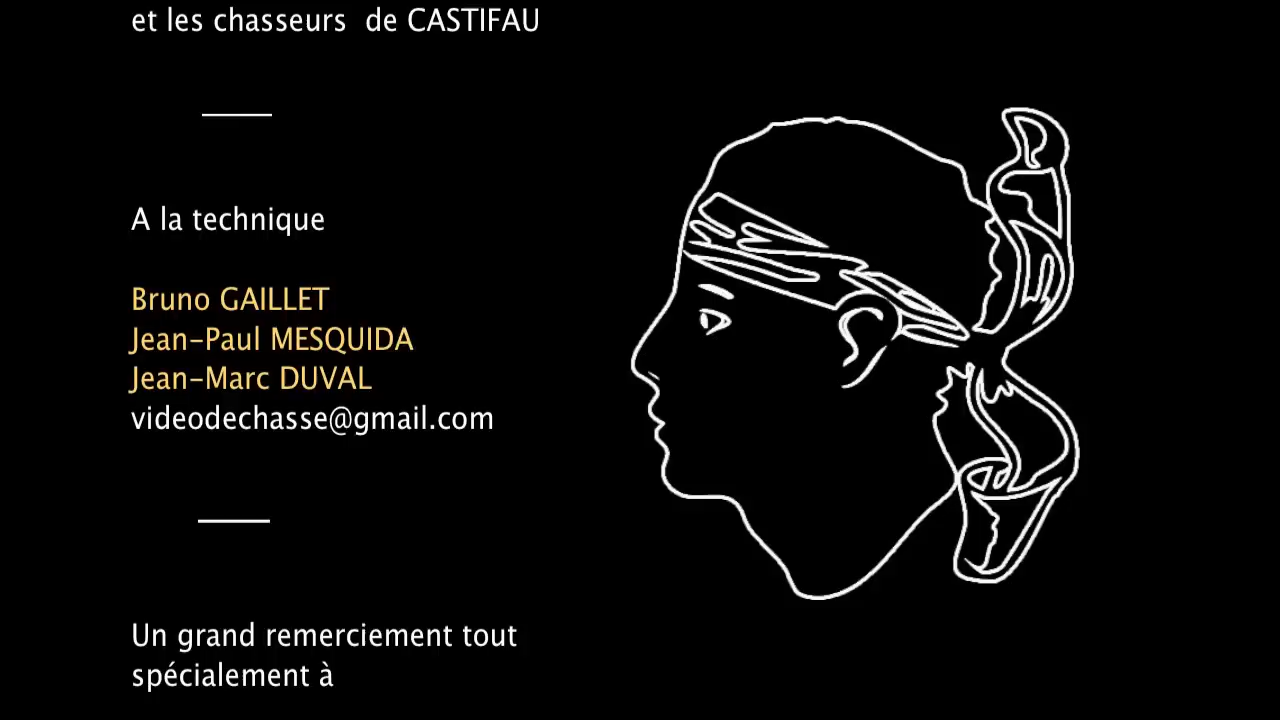 et les chasseurs  de CASTIFAU
A la technique
Bruno GAILLET
Jean-Paul MESQUIDA
Jean-Marc DUVAL
videodechasse@gmail.com
Un grand remerciement tout
spécialement à